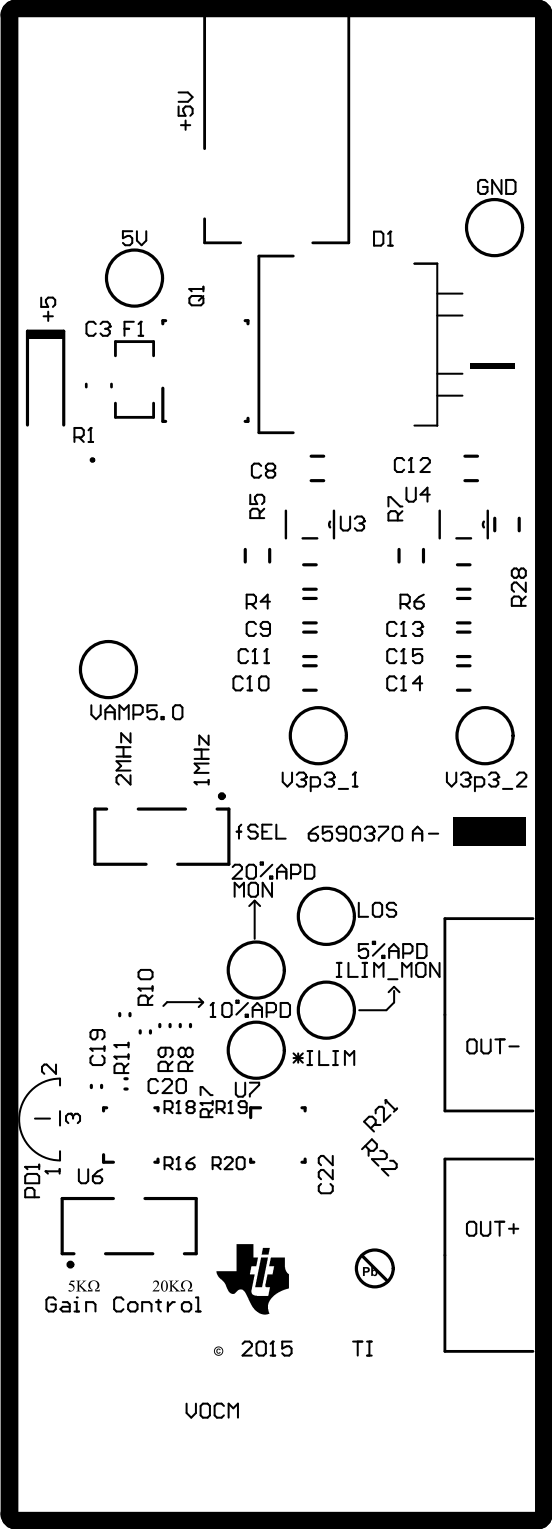 +5V
GND
5V
D1
Q1
+5
C3 F1
R1
C8
C12
R5
U3
R7
U4
R28
R4
R6
C9
C13
C11
C15
C10
C14
VAMP5.0
2MHz
1MHz
V3p3_1
V3p3_2
fSEL
6590370 A-
20%APD
MON
LOS
5%APD
ILIM_MON
R10
10%APD
C19
R11
R9
R8
*ILIM
OUT-
2
C20
U7
R17
R18
R19
R21
3
1
PD1
U6
R16
R20
R22
C22
OUT+
5KΩ
20KΩ
Gain Control
Pb
© 2015
TI
VOCM